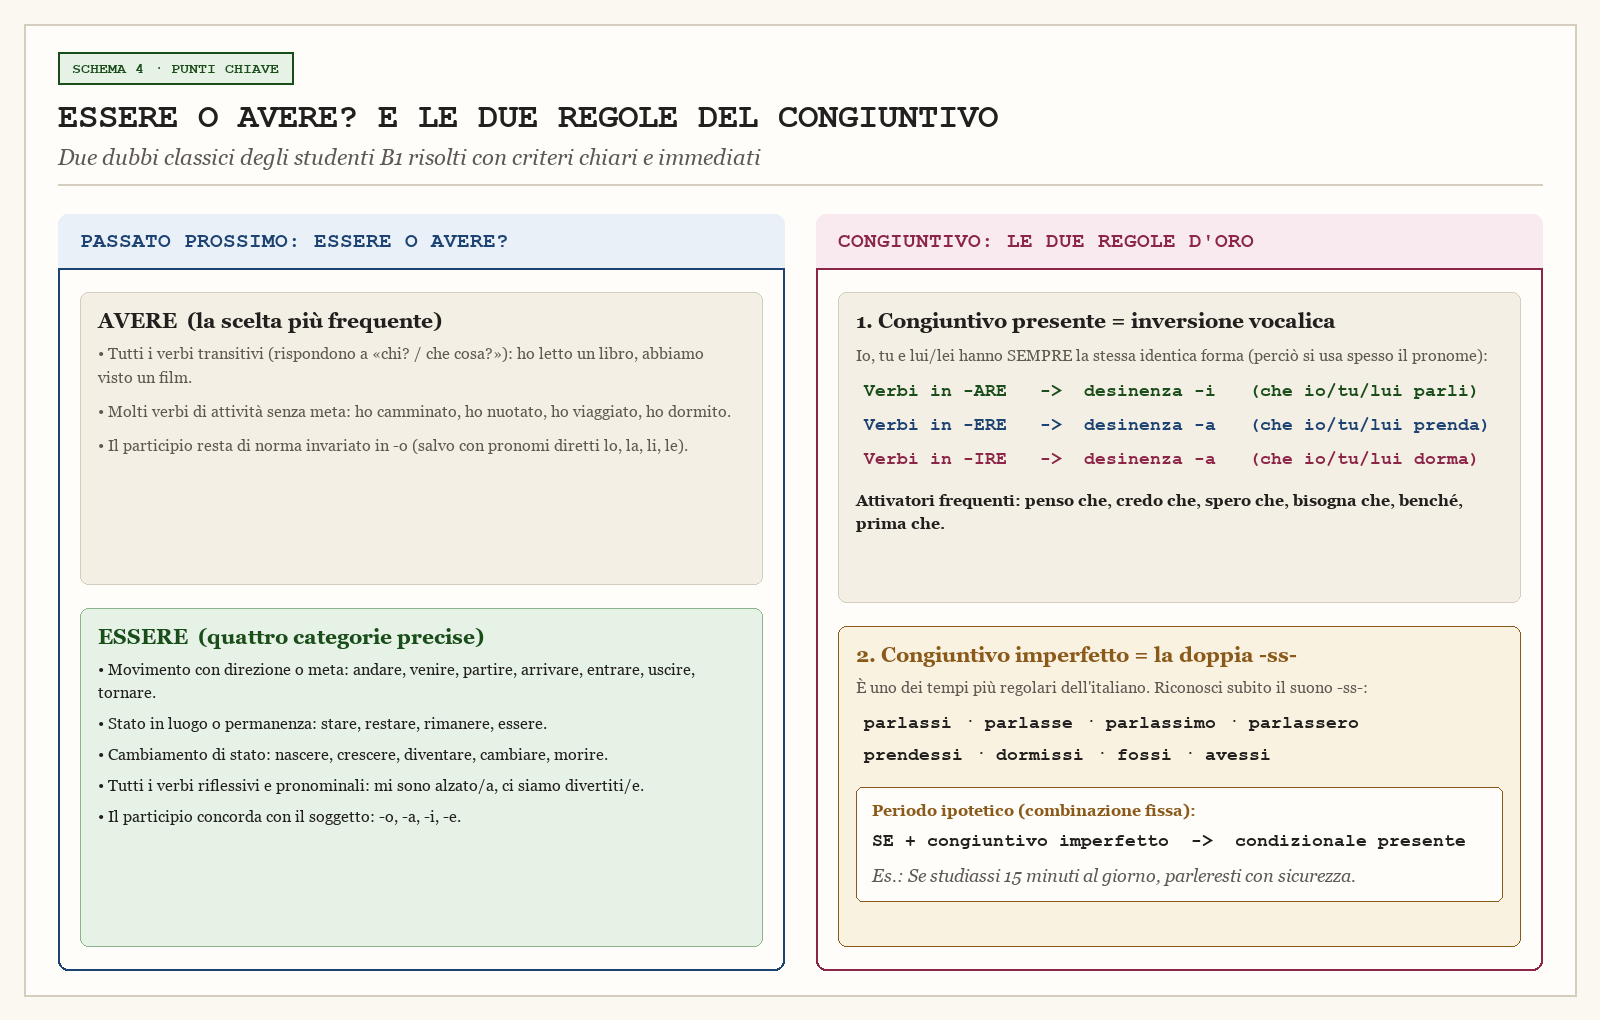 SCHEMA 4 · PUNTI CHIAVE
ESSERE O AVERE? E LE DUE REGOLE DEL CONGIUNTIVO
Due dubbi classici degli studenti B1 risolti con criteri chiari e immediati
PASSATO PROSSIMO: ESSERE O AVERE?
AVERE (la scelta più frequente)
• Tutti i verbi transitivi (rispondono a «chi? / che cosa?»): ho letto un libro, abbiamo
visto un film.
• Molti verbi di attività senza meta: ho camminato, ho nuotato, ho viaggiato, ho dormito.
• Il participio resta di norma invariato in -o (salvo con pronomi diretti lo, la, li, le).
ESSERE (quattro categorie precise)
• Movimento con direzione o meta: andare, venire, partire, arrivare, entrare, uscire,
tornare.
• Stato in luogo o permanenza: stare, restare, rimanere, essere.
• Cambiamento di stato: nascere, crescere, diventare, cambiare, morire.
• Tutti i verbi riflessivi e pronominali: mi sono alzato/a, ci siamo divertiti/e.
• Il participio concorda con il soggetto: -o, -a, -i, -e.
CONGIUNTIVO: LE DUE REGOLE D'ORO
1. Congiuntivo presente = inversione vocalica
Io, tu e lui/lei hanno SEMPRE la stessa identica forma (perciò si usa spesso il pronome):
Verbi in -ARE -> desinenza -i (che io/tu/lui parli)
Verbi in -ERE -> desinenza -a (che io/tu/lui prenda)
Verbi in -IRE -> desinenza -a (che io/tu/lui dorma)
Attivatori frequenti: penso che, credo che, spero che, bisogna che, benché,
prima che.
2. Congiuntivo imperfetto = la doppia -ss-
È uno dei tempi più regolari dell'italiano. Riconosci subito il suono -ss-:
parlassi · parlasse · parlassimo · parlassero
prendessi · dormissi · fossi · avessi
Periodo ipotetico (combinazione fissa):
SE + congiuntivo imperfetto -> condizionale presente
Es.: Se studiassi 15 minuti al giorno, parleresti con sicurezza.